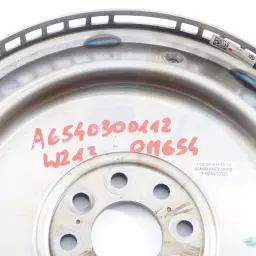 A6540300112
W213 OM654
WARRANTY VOID
IF REMOVED